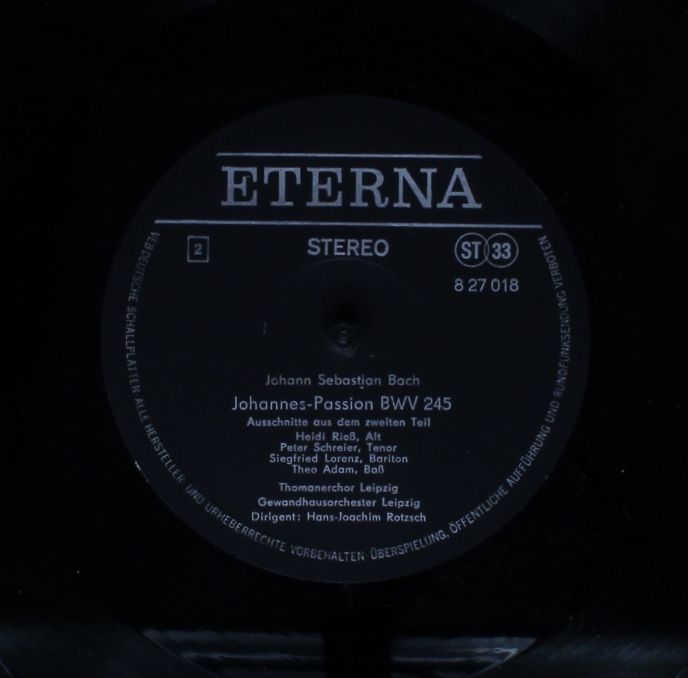 ETERNA
2 STEREO ST 33
8 27 018
Johann Sebastian Bach
Johannes-Passion BWV 245
Ausschnitte aus dem zweiten Teil
Heidi Rieß, Alt
Peter Schreier, Tenor
Siegfried Lorenz, Bariton
Theo Adam, Baß
Thomanerchor Leipzig
Gewandhausorchester Leipzig
Dirigent: Hans-Joachim Rotzsch
VEB DEUTSCHE SCHALLPLATTEN · ALLE HERSTELLER- UND URHEBERRECHTE VORBEHALTEN · ÜBERSPIELUNG, ÖFFENTLICHE AUFFÜHRUNG UND RUNDFUNKSENDUNG VERBOTEN